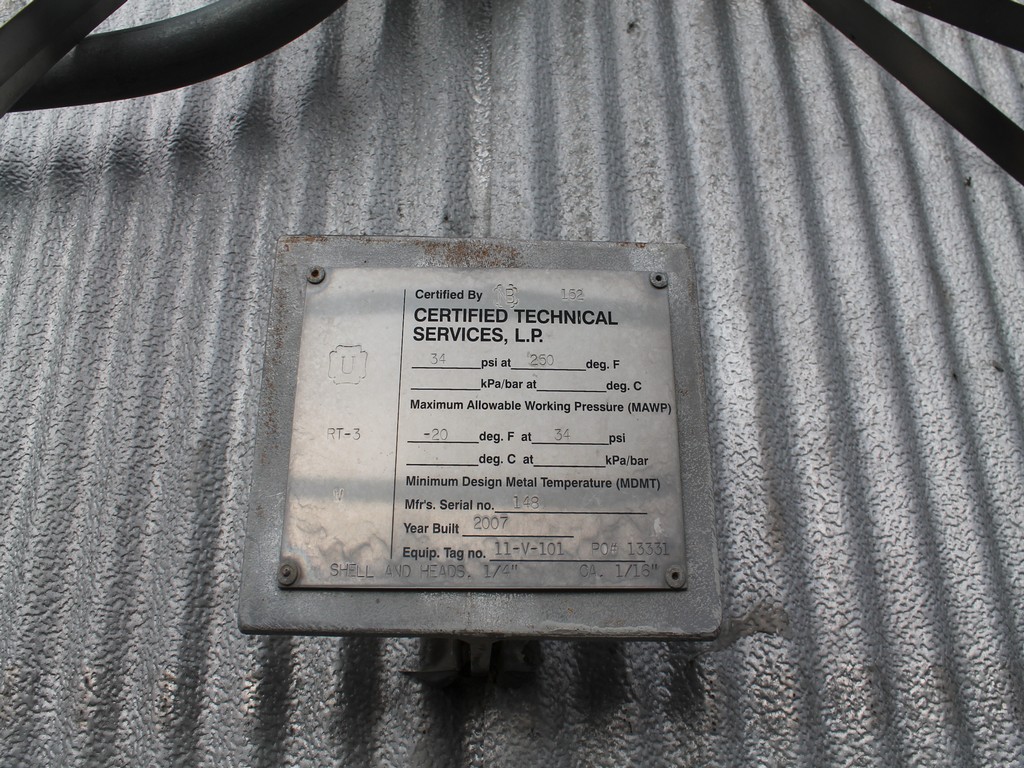 Certified By NB 152
CERTIFIED TECHNICAL
SERVICES, L.P.
U
34 psi at 250 deg. F
kPa/bar at deg. C
Maximum Allowable Working Pressure (MAWP)
RT-3
-20 deg. F at 34 psi
deg. C at kPa/bar
Minimum Design Metal Temperature (MDMT)
W
Mfr's. Serial no. 148
Year Built 2007
Equip. Tag no. 11-V-101 PO# 13331
SHELL AND HEADS. 1/4" CA. 1/16"